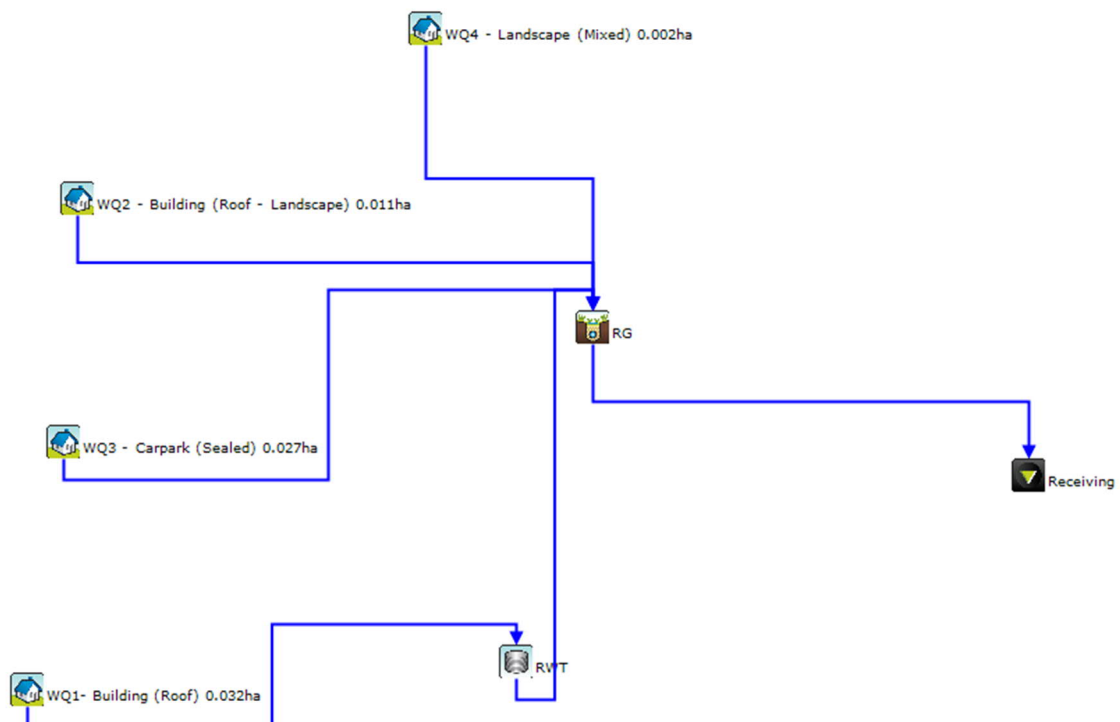 WQ4 - Landscape (Mixed) 0.002ha
WQ2 - Building (Roof - Landscape) 0.011ha
RG
WQ3 - Carpark (Sealed) 0.027ha
Receiving
RWT
WQ1- Building (Roof) 0.032ha